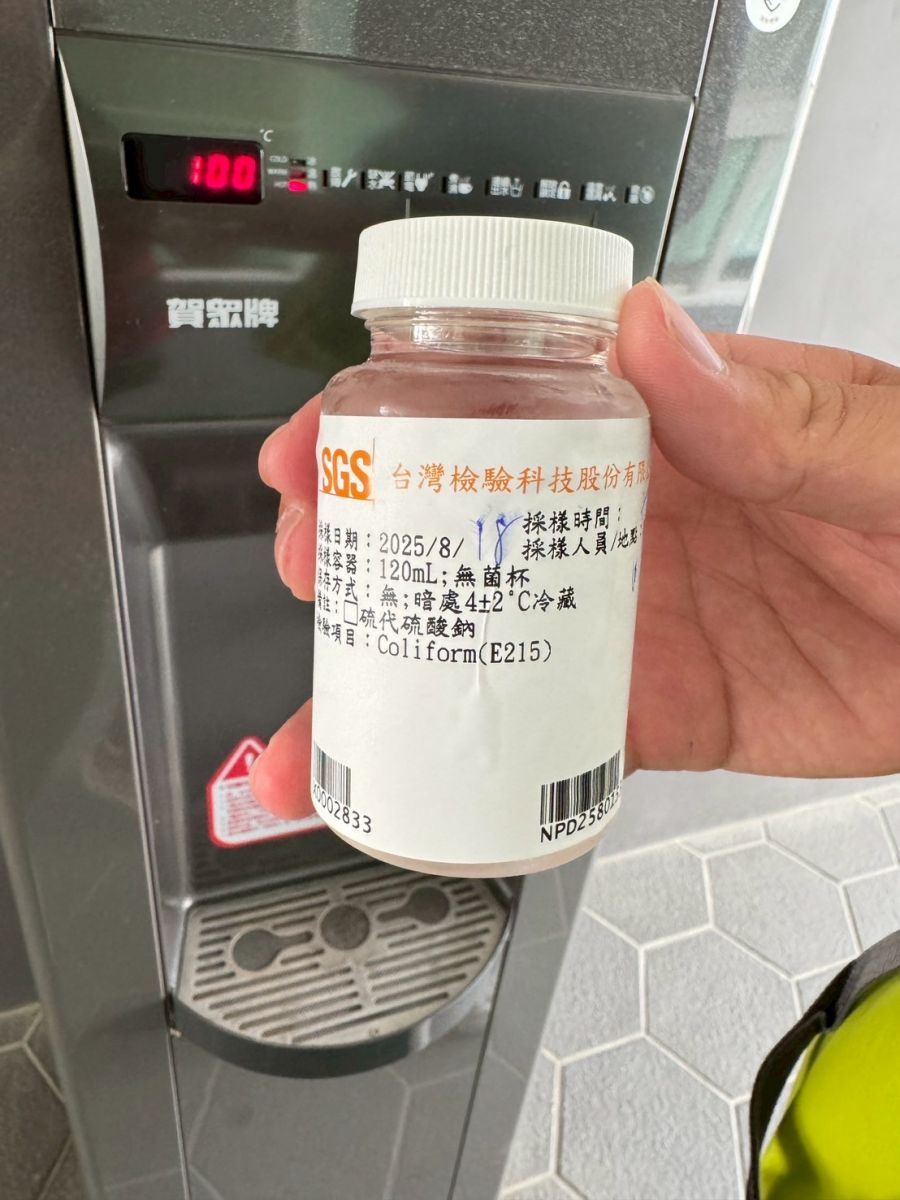 100
°C
賀眾牌
SGS 台灣檢驗科技股份有限
採樣時間：
採樣日期：2025/8/18
採樣人員/地點
採樣容器：120mL;無菌杯
保存方式：無;暗處4±2°C冷藏
備註：□硫代硫酸鈉
檢驗項目：Coliform(E215)
0002833